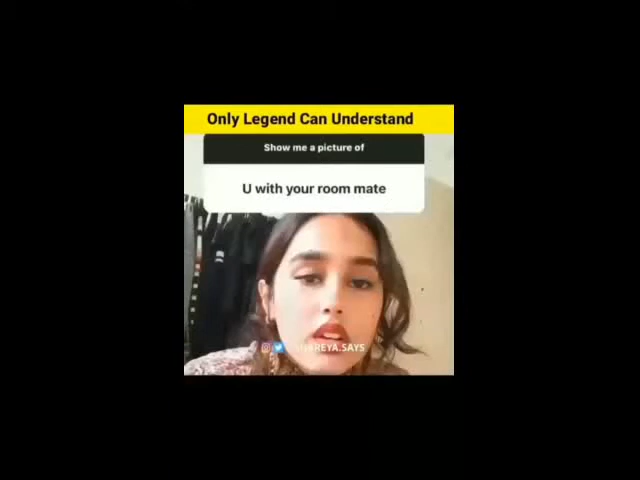 Only Legend Can Understand
Show me a picture of
U with your room mate